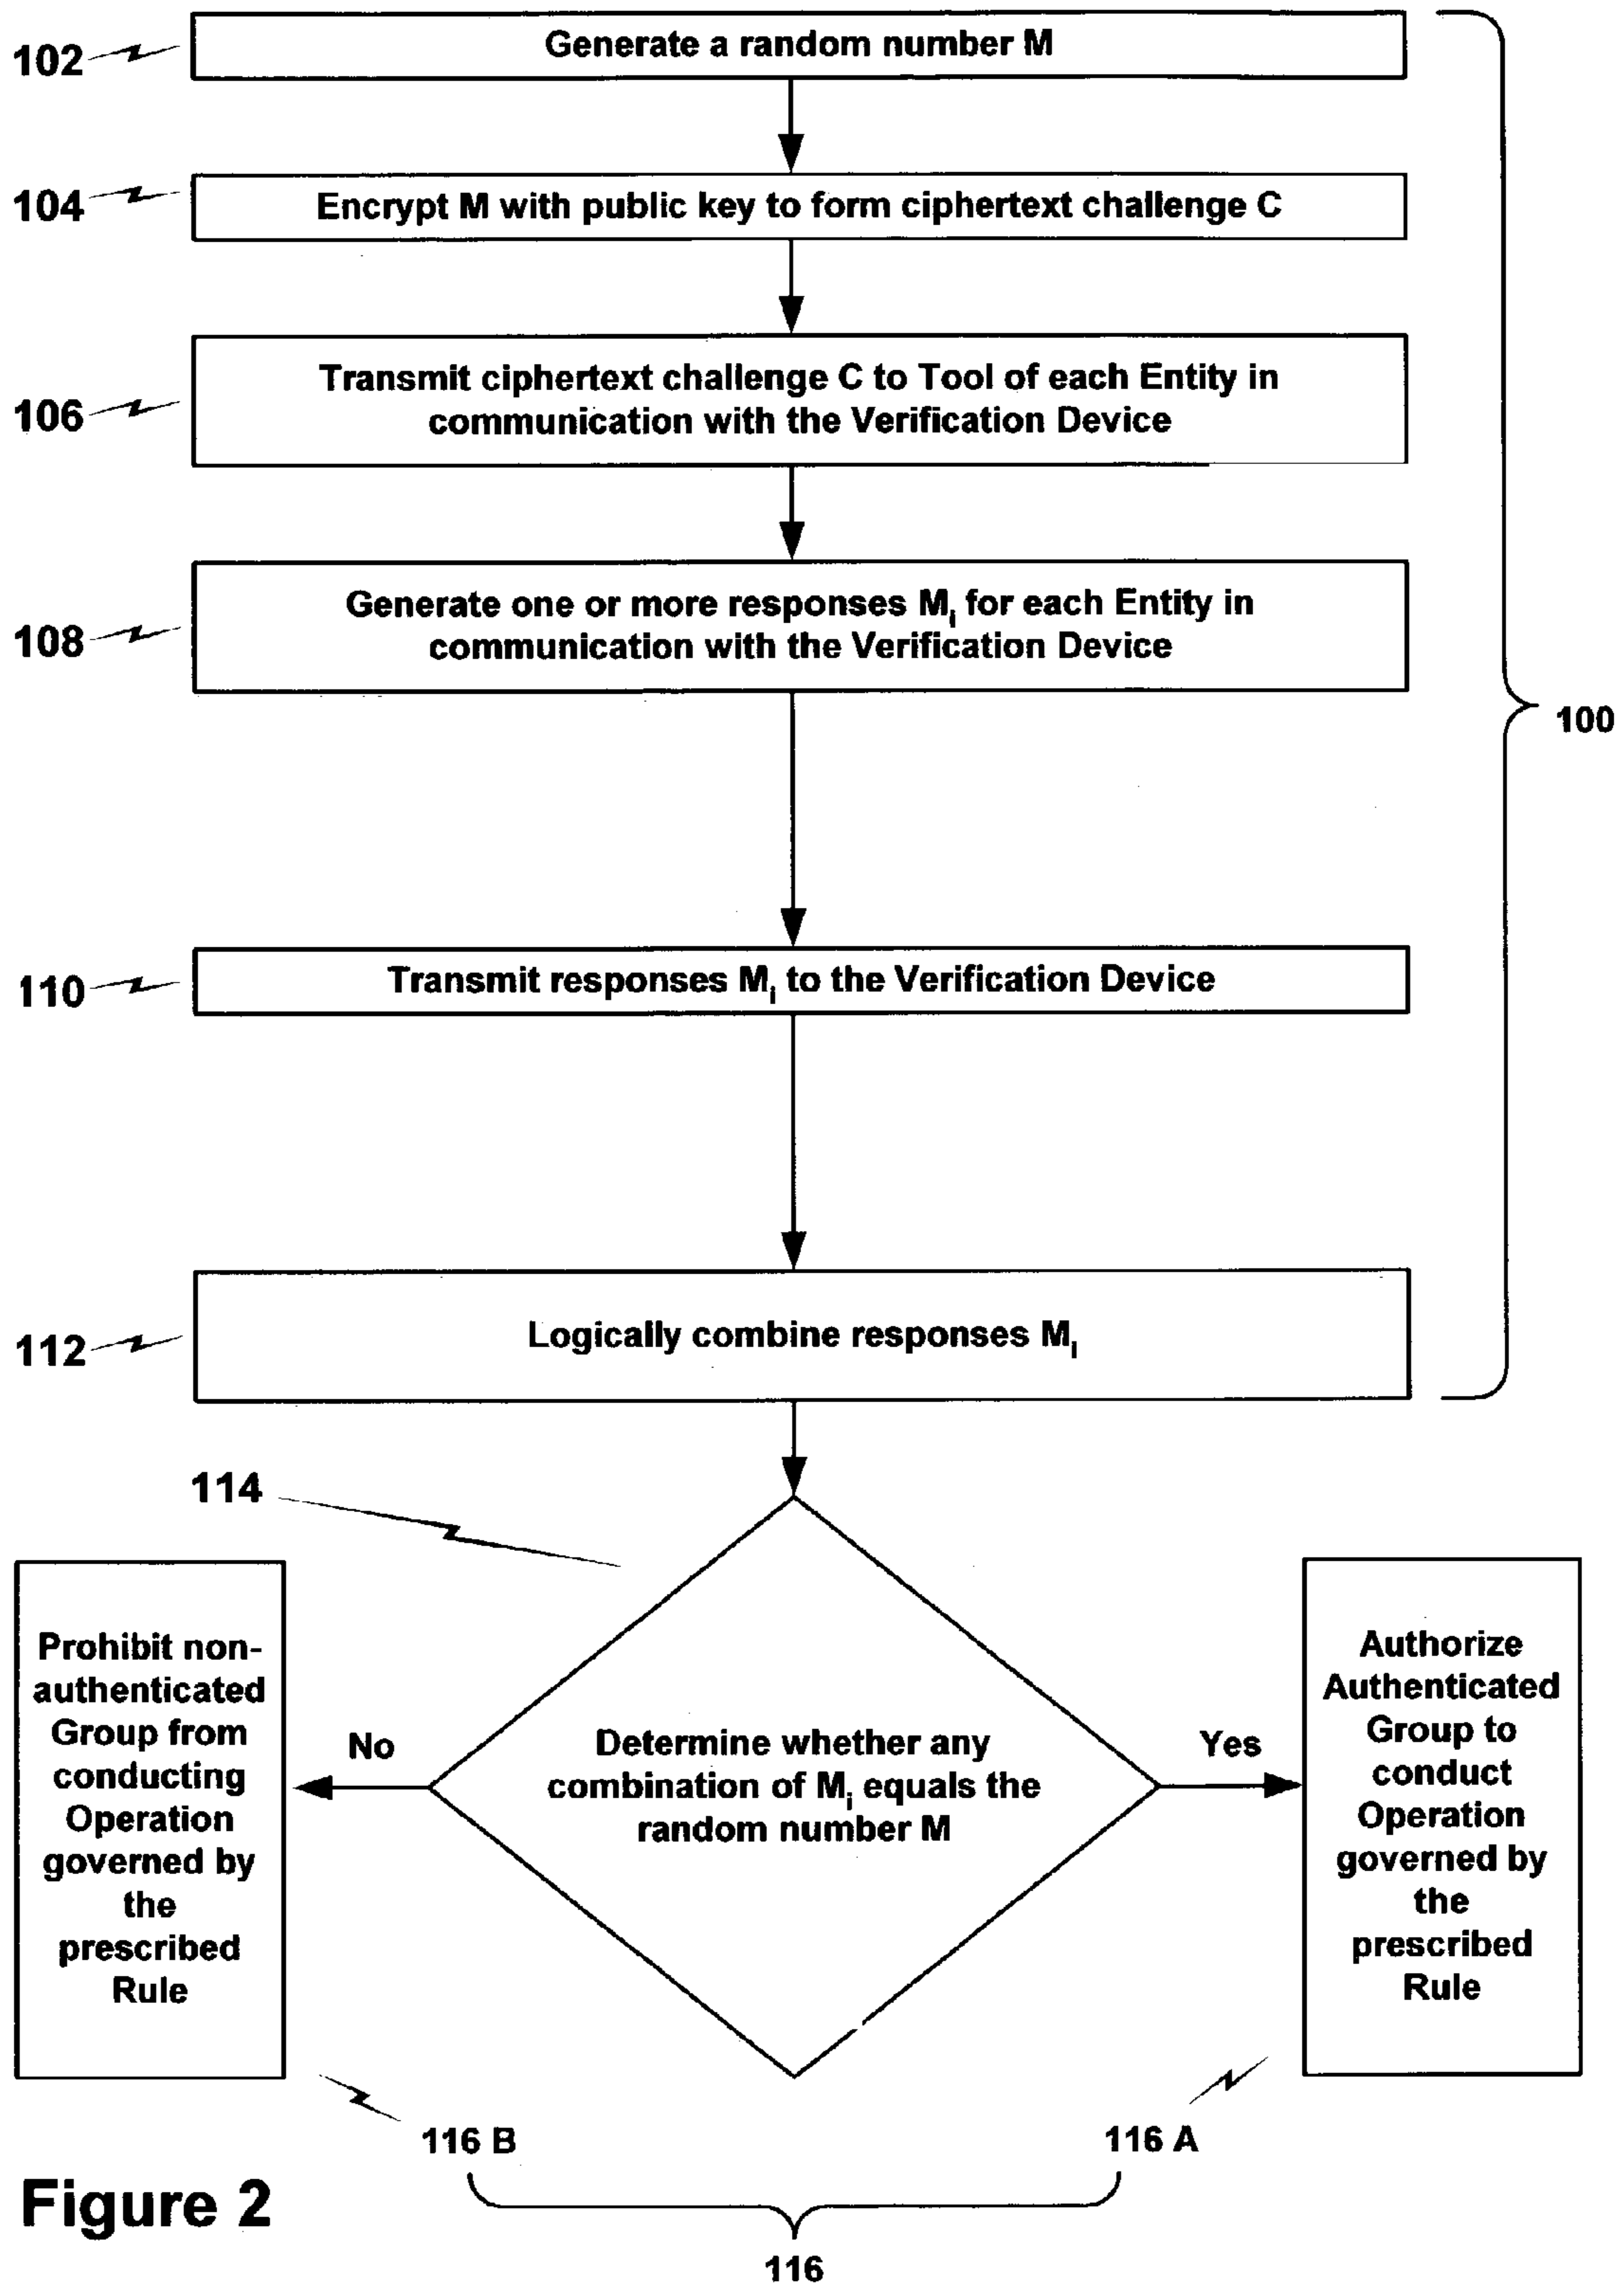 102
Generate a random number M
104
Encrypt M with public key to form ciphertext challenge C
106
Transmit ciphertext challenge C to Tool of each Entity in
communication with the Verification Device
108
Generate one or more responses Mi for each Entity in
communication with the Verification Device
100
110
Transmit responses Mi to the Verification Device
112
Logically combine responses Mi
114
Prohibit non-
authenticated
Group from
conducting
Operation
governed by
the
prescribed
Rule
No
Determine whether any
combination of Mi equals the
random number M
Yes
Authorize
Authenticated
Group to
conduct
Operation
governed by
the
prescribed
Rule
116 B
116 A
116
Figure 2